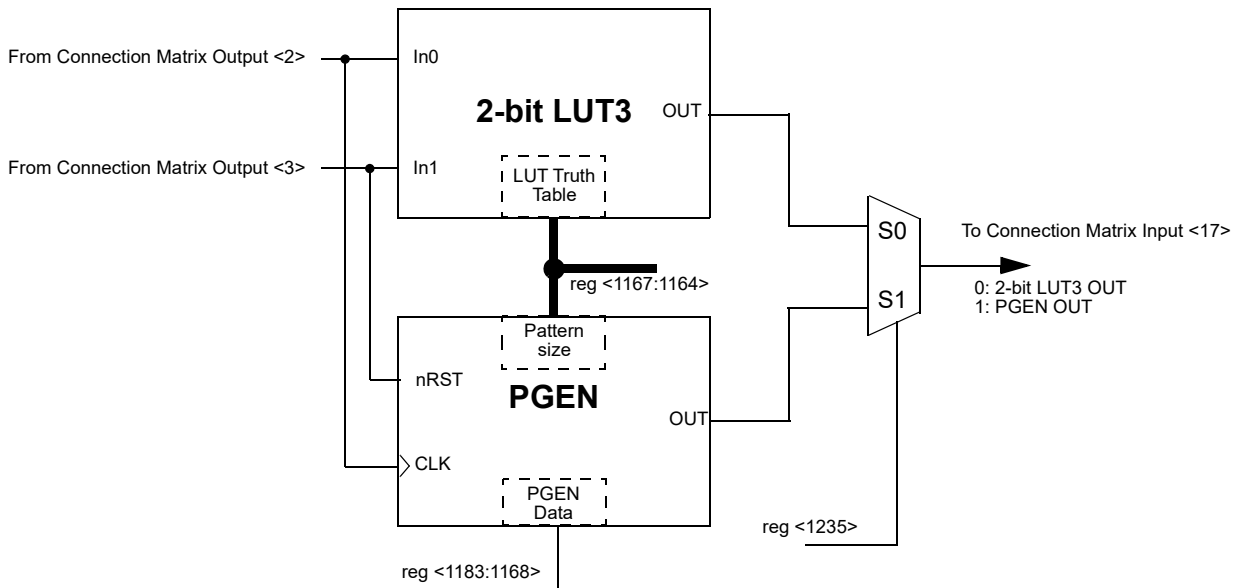 From Connection Matrix Output <2>
In0
2-bit LUT3
OUT
From Connection Matrix Output <3>
In1
LUT Truth
Table
S0
To Connection Matrix Input <17>
reg <1167:1164>
0: 2-bit LUT3 OUT
S1
1: PGEN OUT
Pattern
size
nRST
PGEN
OUT
CLK
PGEN
Data
reg <1235>
reg <1183:1168>